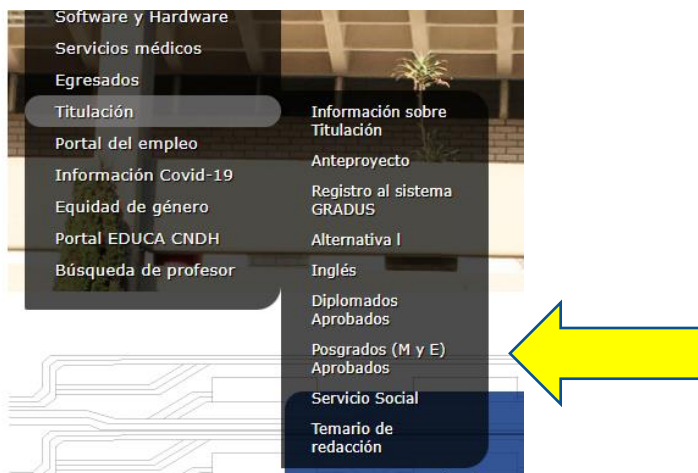 Software y Hardware
Servicios médicos
Egresados
Titulación
Portal del empleo
Información Covid-19
Equidad de género
Portal EDUCA CNDH
Búsqueda de profesor
Información sobre
Titulación
Anteproyecto
Registro al sistema
GRADUS
Alternativa l
Inglés
Diplomados
Aprobados
Posgrados (M y E)
Aprobados
Servicio Social
Temario de
redacción